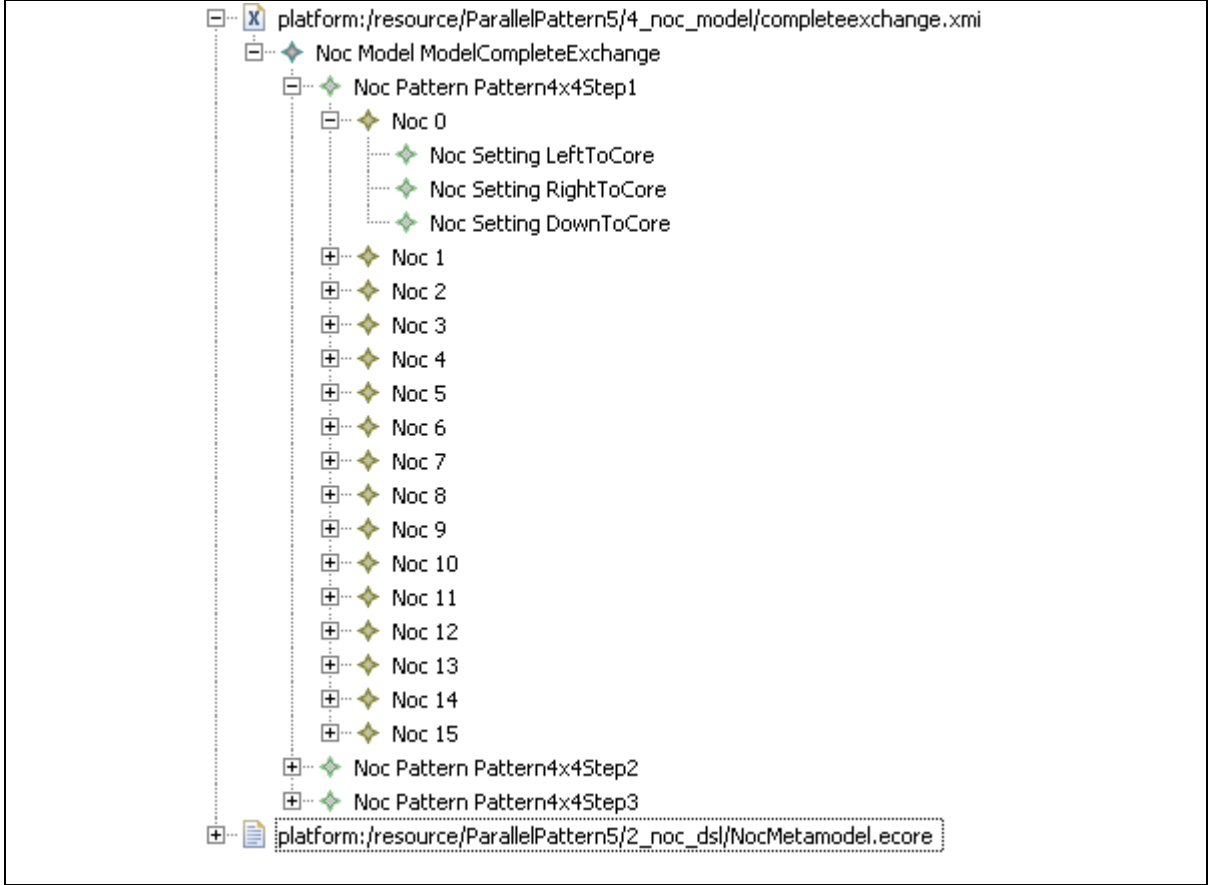 platform:/resource/ParallelPattern5/4_noc_model/completeexchange.xmi
Noc Model ModelCompleteExchange
Noc Pattern Pattern4x4Step1
Noc 0
Noc Setting LeftToCore
Noc Setting RightToCore
Noc Setting DownToCore
Noc 1
Noc 2
Noc 3
Noc 4
Noc 5
Noc 6
Noc 7
Noc 8
Noc 9
Noc 10
Noc 11
Noc 12
Noc 13
Noc 14
Noc 15
Noc Pattern Pattern4x4Step2
Noc Pattern Pattern4x4Step3
platform:/resource/ParallelPattern5/2_noc_dsl/NocMetamodel.ecore